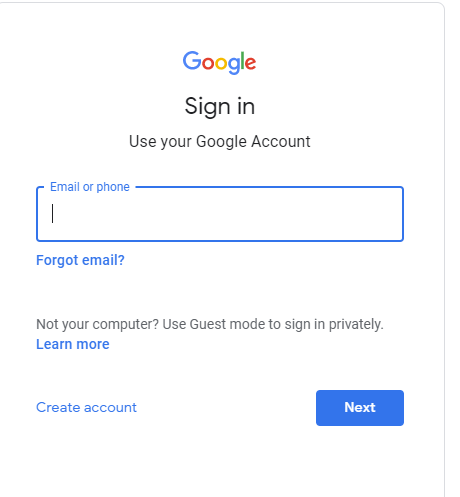 Google
Sign in
Use your Google Account
Email or phone
Forgot email?
Not your computer? Use Guest mode to sign in privately.
Learn more
Create account
Next